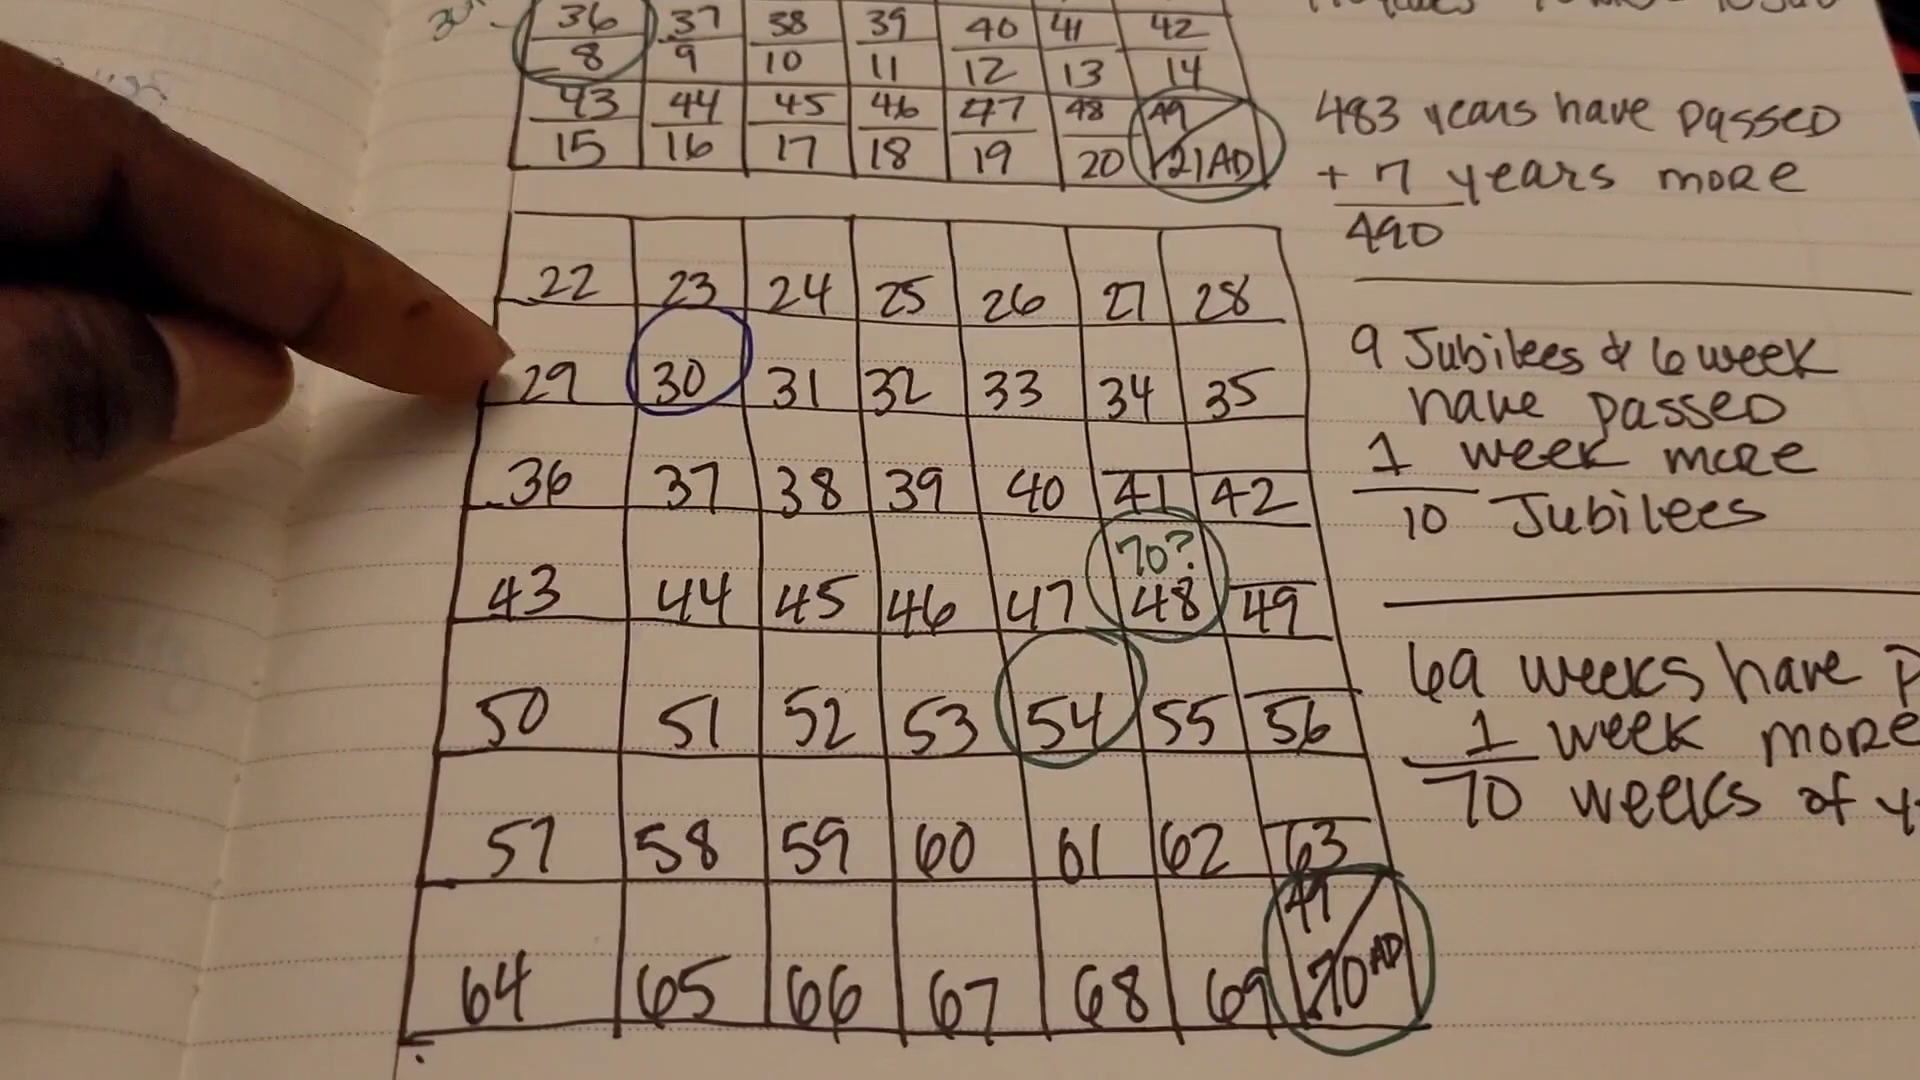 36 37 38 39 40 41 42
8 9 10 11 12 13 14
43 44 45 46 47 48 49
15 16 17 18 19 20 21AD
22 23 24 25 26 27 28
29 30 31 32 33 34 35
36 37 38 39 40 41 42
70?
43 44 45 46 47 48 49
50 51 52 53 54 55 56
57 58 59 60 61 62 63
49
64 65 66 67 68 69 70 AD
483 years have passed
+ 7 years more
490
9 Jubilees & 6 week
have passed
1 week more
10 Jubilees
69 weeks have p
1 week more
70 weeks of y